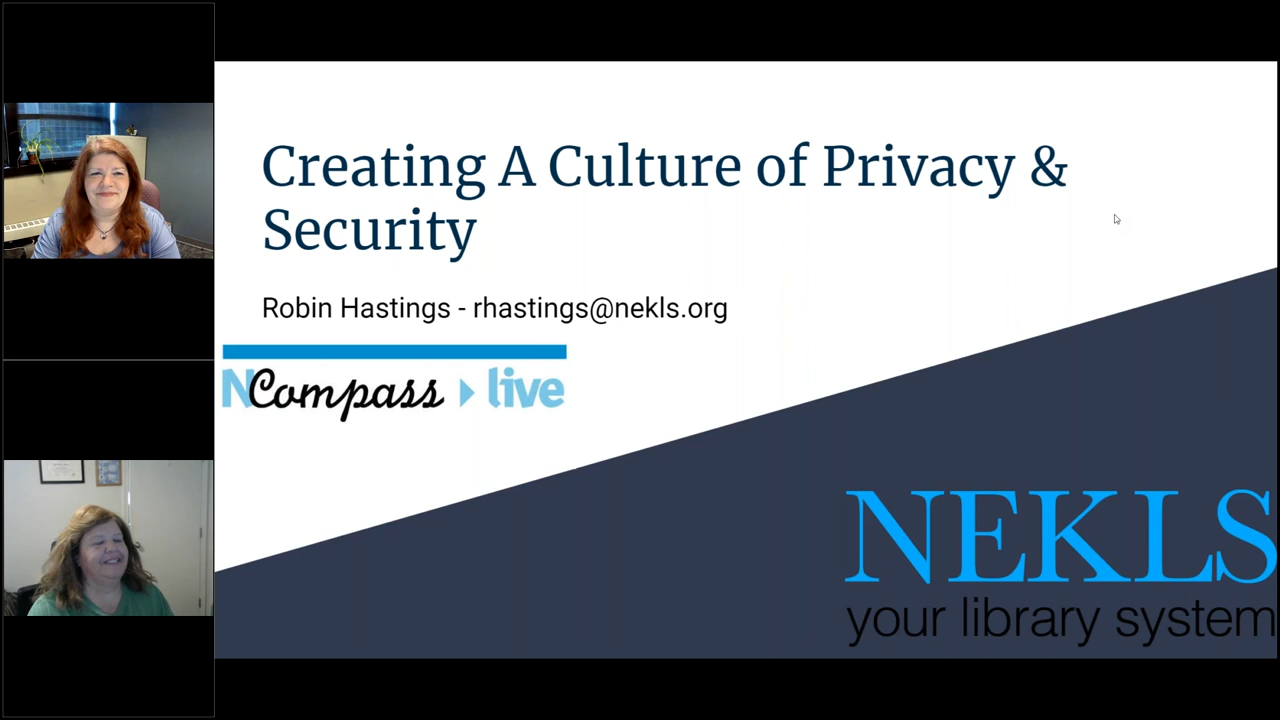 Creating A Culture of Privacy &
Security
Robin Hastings - rhastings@nekls.org
NCompass live
NEKLS
your library system